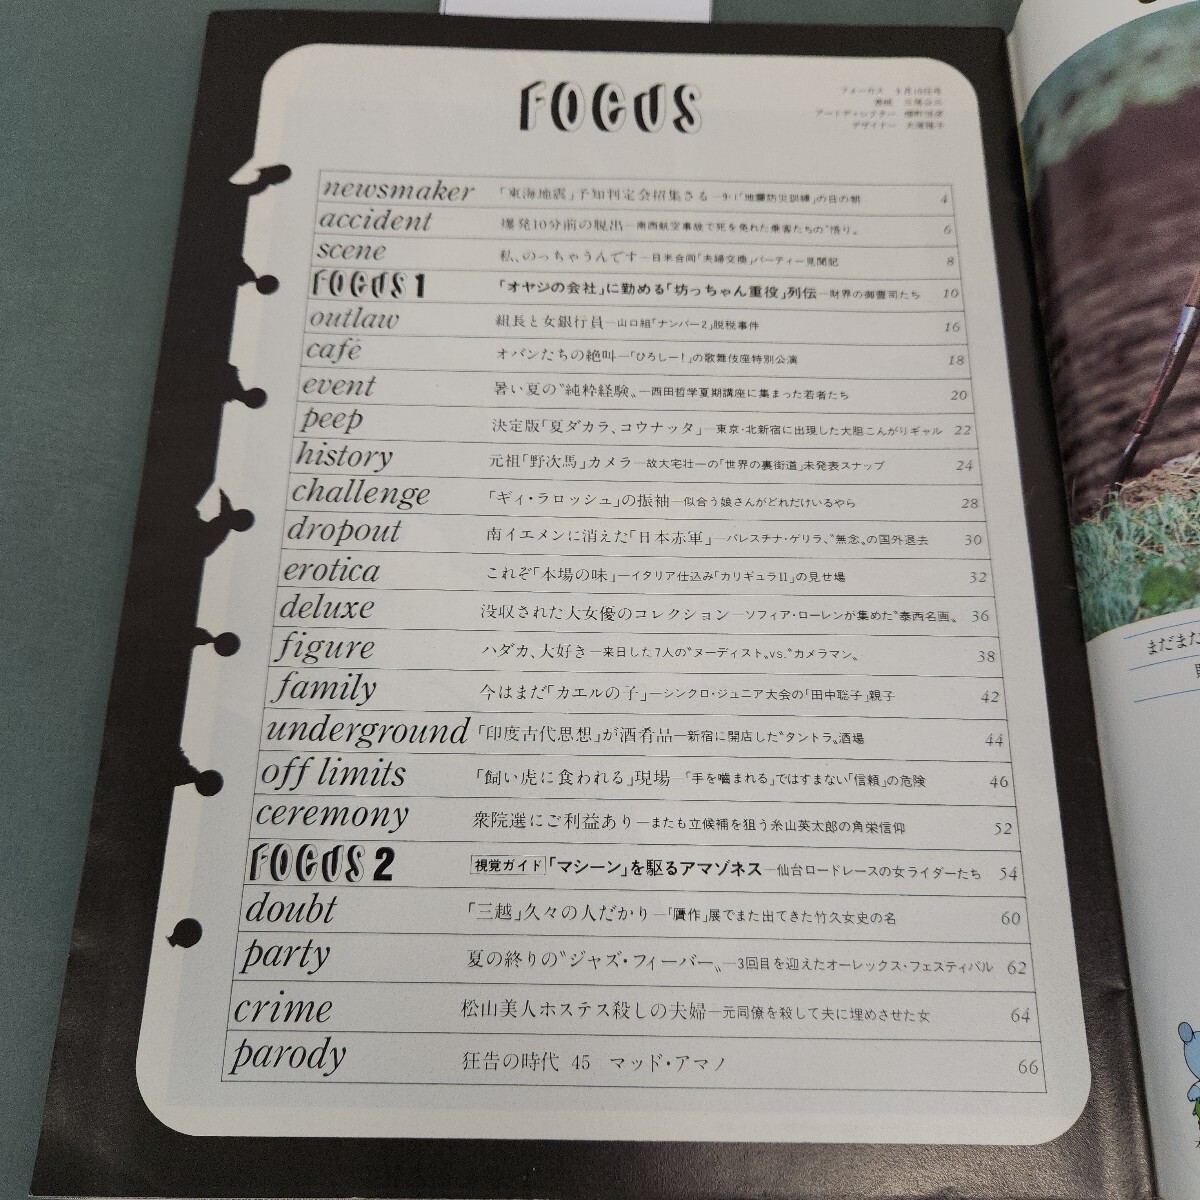 FOCUS
フォーカス 9月10日号
表紙 三尾公三
アートディレクター
デザイナー
newsmaker 「東海地震」予知判定会招集さる—9・1「地震防災訓練」の日の朝 4
accident 爆発10分前の脱出—南西航空事故で死を免れた乗客たちの〝悟り〟 6
scene 私、のっちゃうんです—日米合同「夫婦交換」パーティー見聞記 8
FOCUS 1 「オヤジの会社」に勤める「坊っちゃん重役」列伝—財界の御曹司たち 10
outlaw 組長と女銀行員—山口組「ナンバー2」脱税事件 16
café オバンたちの絶叫—「ひろしー!」の歌舞伎座特別公演 18
event 暑い夏の〝純粋経験〟—西田哲学夏期講座に集まった若者たち 20
peep 決定版「夏ダカラ、コウナッタ」—東京・北新宿に出現した大胆こんがりギャル 22
history 元祖「野次馬」カメラ—故大宅壮一の「世界の裏街道」未発表スナップ 24
challenge 「ギィ・ラロッシュ」の振袖—似合う娘さんがどれだけいるやら 28
dropout 南イエメンに消えた「日本赤軍」—パレスチナ・ゲリラ、〝無念〟の国外退去 30
erotica これぞ「本場の味」—イタリア仕込み「カリギュラII」の見せ場 32
deluxe 没収された大女優のコレクション—ソフィア・ローレンが集めた〝泰西名画〟 36
figure ハダカ、大好き—来日した7人の〝ヌーディスト〟vs.〝カメラマン〟 38
family 今はまだ「カエルの子」—シンクロ・ジュニア大会の「田中聡子」親子 42
underground 「印度古代思想」が酒肴品—新宿に開店した〝タントラ〟酒場 44
off limits 「飼い虎に食われる」現場—「手を噛まれる」ではすまない「信頼」の危険 46
ceremony 衆院選にご利益あり—またも立候補を狙う糸山英太郎の角栄信仰 52
FOCUS 2 視覚ガイド 「マシーン」を駆るアマゾネス—仙台ロードレースの女ライダーたち 54
doubt 「三越」久々の人だかり—「贋作」展でまた出てきた竹久女史の名 60
party 夏の終りの〝ジャズ・フィーバー〟—3回目を迎えたオーレックス・フェスティバル 62
crime 松山美人ホステス殺しの夫婦—元同僚を殺して夫に埋めさせた女 64
parody 狂告の時代 45 マッド・アマノ 66
まだまだ